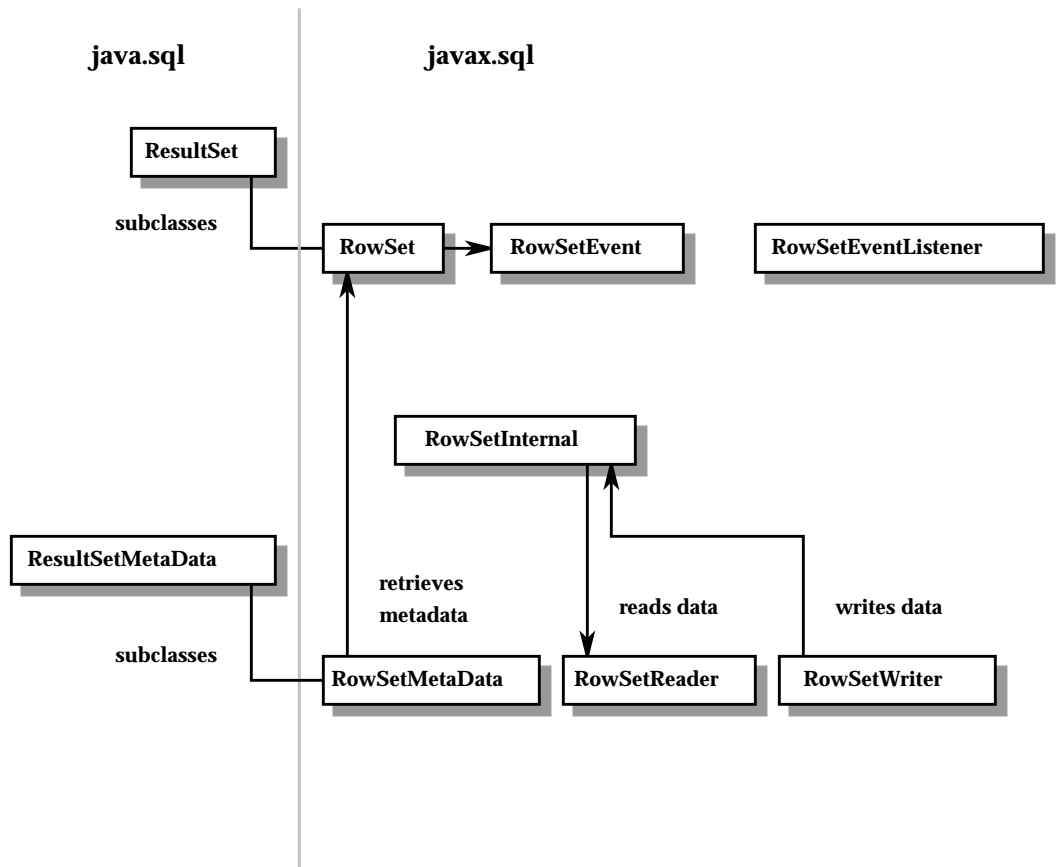 java.sql
javax.sql
ResultSet
subclasses
RowSet
RowSetEvent
RowSetEventListener
RowSetInternal
ResultSetMetaData
retrieves
metadata
reads data
writes data
subclasses
RowSetMetaData
RowSetReader
RowSetWriter